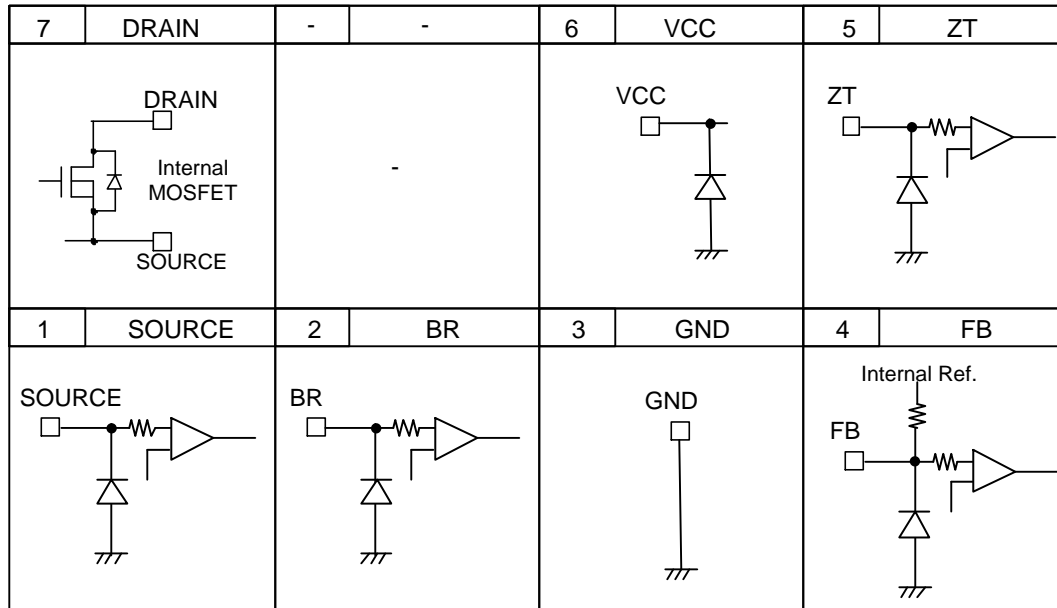 7 DRAIN - - 6 VCC 5 ZT
DRAIN
Internal
MOSFET
SOURCE
-
VCC
ZT
1 SOURCE 2 BR 3 GND 4 FB
SOURCE
BR
GND
Internal Ref.
FB